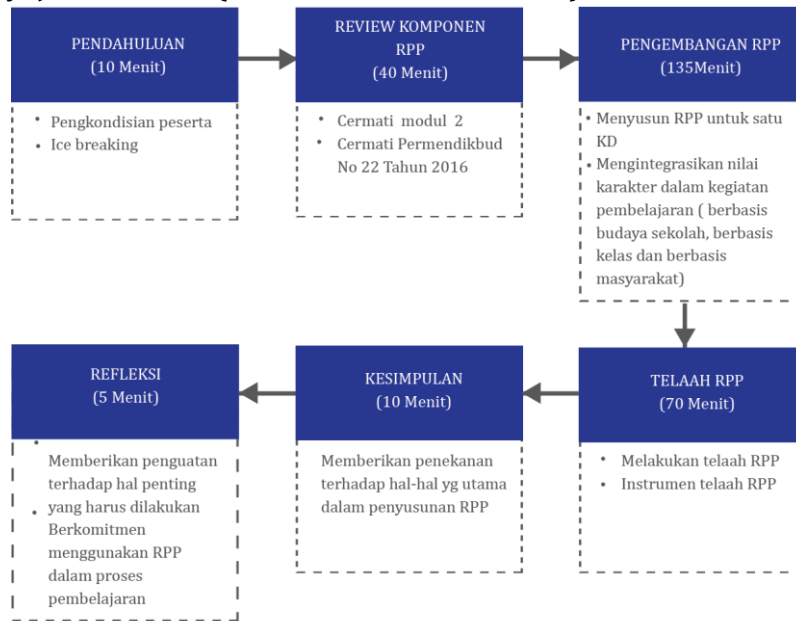 PENDAHULUAN
(10 Menit)
• Pengkondisian peserta
• Ice breaking
REVIEW KOMPONEN
RPP
(40 Menit)
• Cermati modul 2
• Cermati Permendikbud
No 22 Tahun 2016
PENGEMBANGAN RPP
(135Menit)
• Menyusun RPP untuk satu
KD
• Mengintegrasikan nilai
karakter dalam kegiatan
pembelajaran ( berbasis
budaya sekolah, berbasis
kelas dan berbasis
masyarakat)
TELAAH RPP
(70 Menit)
• Melakukan telaah RPP
• Instrumen telaah RPP
KESIMPULAN
(10 Menit)
Memberikan penekanan
terhadap hal-hal yg utama
dalam penyusunan RPP
REFLEKSI
(5 Menit)
•
Memberikan penguatan
terhadap hal penting
yang harus dilakukan
• Berkomitmen
menggunakan RPP
dalam proses
pembelajaran